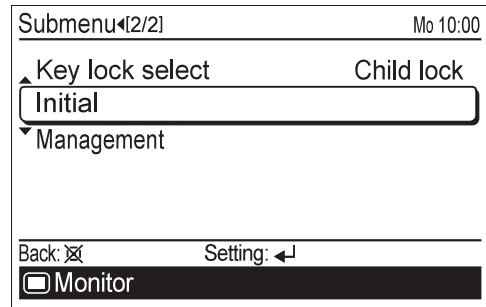 Submenu◂[2/2] Mo 10:00
Key lock select Child lock
Initial
Management
Back: Setting:
Monitor